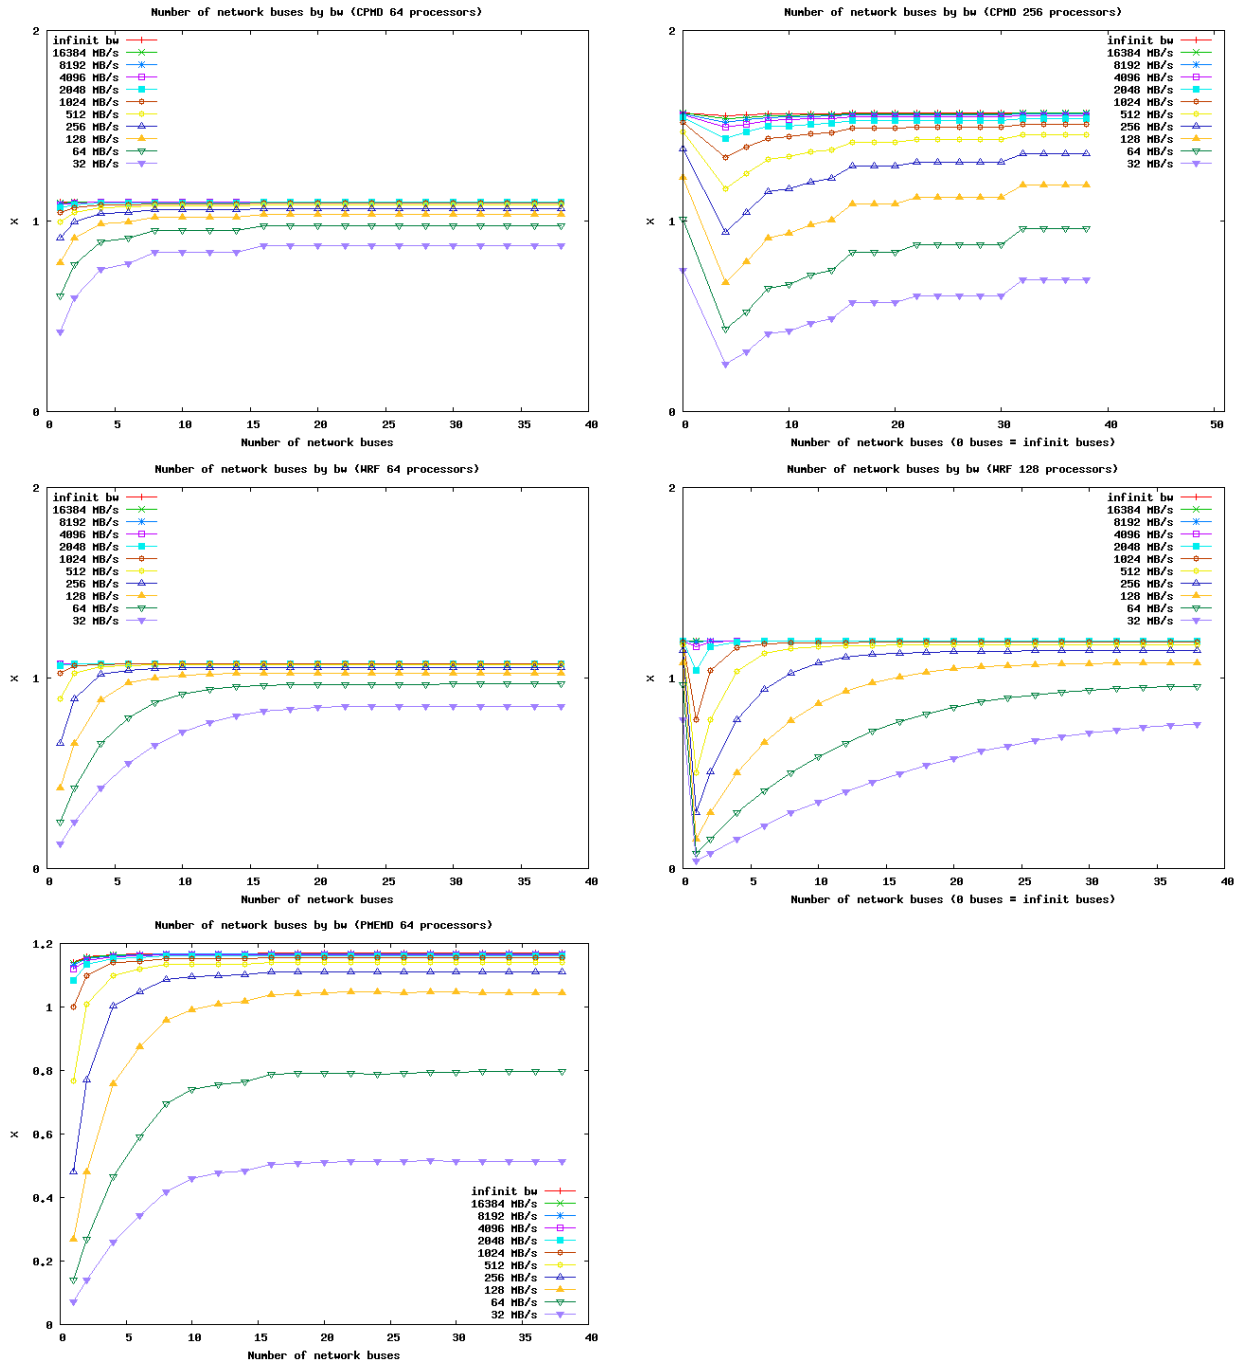 Number of network buses by bw (CPMD 64 processors)
2
1
0
X
infinit bw
16384 MB/s
8192 MB/s
4096 MB/s
2048 MB/s
1024 MB/s
512 MB/s
256 MB/s
128 MB/s
64 MB/s
32 MB/s
0 5 10 15 20 25 30 35 40
Number of network buses
Number of network buses by bw (CPMD 256 processors)
2
1
0
X
infinit bw
16384 MB/s
8192 MB/s
4096 MB/s
2048 MB/s
1024 MB/s
512 MB/s
256 MB/s
128 MB/s
64 MB/s
32 MB/s
0 10 20 30 40 50
Number of network buses (0 buses = infinit buses)
Number of network buses by bw (WRF 64 processors)
2
1
0
X
infinit bw
16384 MB/s
8192 MB/s
4096 MB/s
2048 MB/s
1024 MB/s
512 MB/s
256 MB/s
128 MB/s
64 MB/s
32 MB/s
0 5 10 15 20 25 30 35 40
Number of network buses
Number of network buses by bw (WRF 128 processors)
2
1
0
X
infinit bw
16384 MB/s
8192 MB/s
4096 MB/s
2048 MB/s
1024 MB/s
512 MB/s
256 MB/s
128 MB/s
64 MB/s
32 MB/s
0 5 10 15 20 25 30 35 40
Number of network buses (0 buses = infinit buses)
Number of network buses by bw (PMEMD 64 processors)
1.2
1
0.8
0.6
0.4
0.2
0
X
infinit bw
16384 MB/s
8192 MB/s
4096 MB/s
2048 MB/s
1024 MB/s
512 MB/s
256 MB/s
128 MB/s
64 MB/s
32 MB/s
0 5 10 15 20 25 30 35 40
Number of network buses